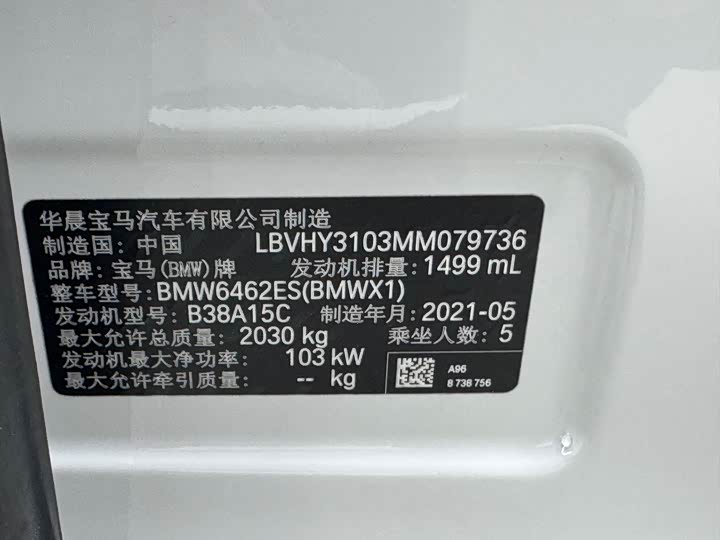 华晨宝马汽车有限公司制造
制造国: 中国 LBVHY3103MM079736
品牌: 宝马(BMW)牌 发动机排量: 1499 mL
整车型号: BMW6462ES(BMWX1)
发动机型号: B38A15C 制造年月: 2021-05
最大允许总质量: 2030 kg 乘坐人数: 5
发动机最大净功率: 103 kW
最大允许牵引质量: -- kg
A96
8 738 756